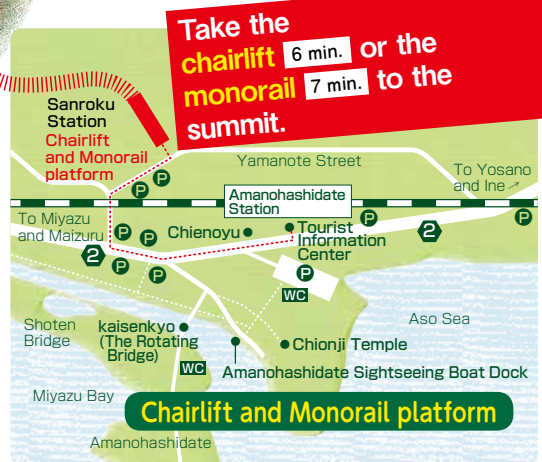 Take the
chairlift 6 min. or the
monorail 7 min. to the
summit.
Sanroku
Station
Chairlift
and Monorail
platform
Yamanote Street
To Yosano
and Ine
P
P
Amanohashidate
Station
To Miyazu
and Maizuru
P
P
Chienoyu
Tourist
Information
Center
P
2
P
2
P
P
P
WC
Shoten
Bridge
kaisenkyo
(The Rotating
Bridge)
Aso Sea
Chionji Temple
WC
Amanohashidate Sightseeing Boat Dock
Miyazu Bay
Chairlift and Monorail platform
Amanohashidate